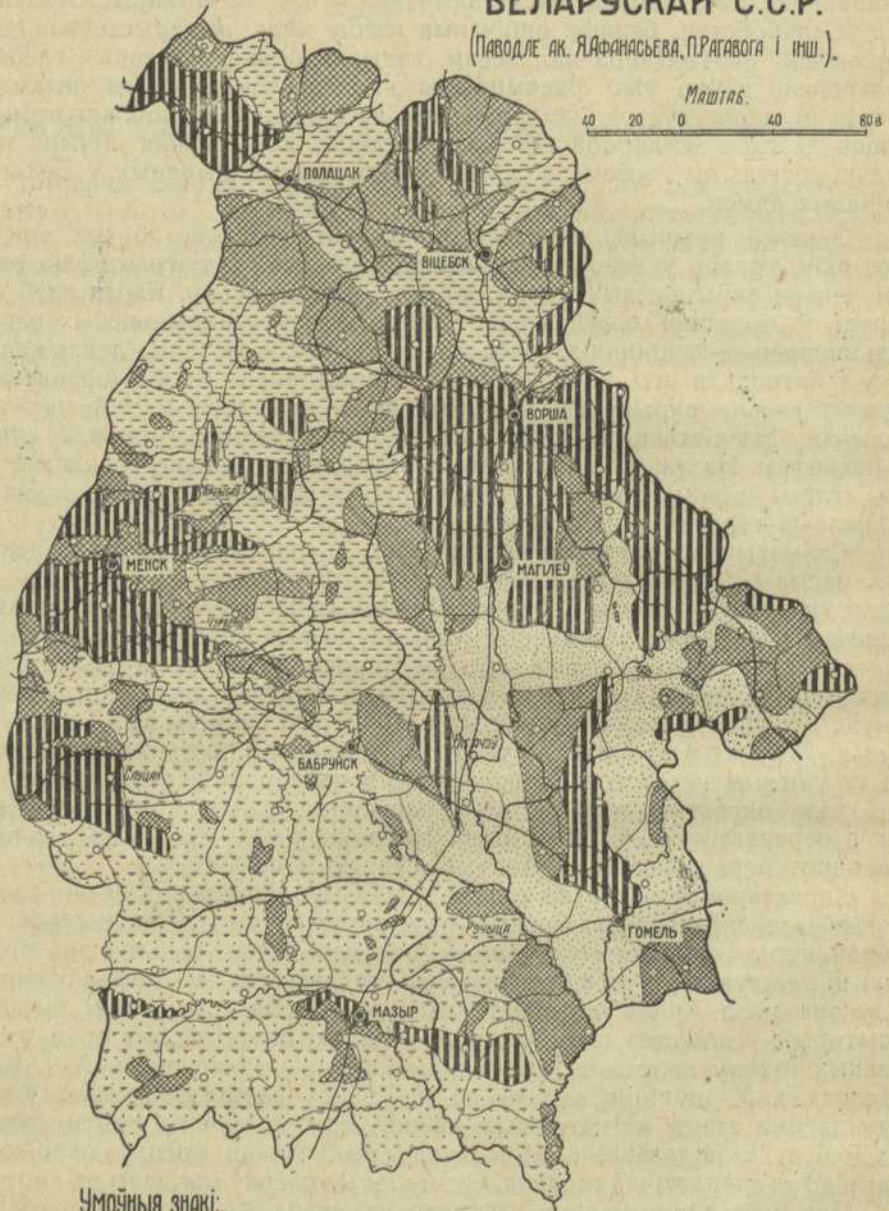 БЕЛАРУСКАЙ С.С.Р.
(Паводле ак. Я.Афанасьева, П.Рагавога і інш.).
Маштаб.
40 20 0 40 80 в
ПОЛАЦАК
ВІЦЕБСК
ВОРША
МЕНСК
МАГІЛЕЎ
БАБРУЙСК
Слуцак
Рэчыца
ГОМЕЛЬ
МАЗЫР
Умоўныя знакі: